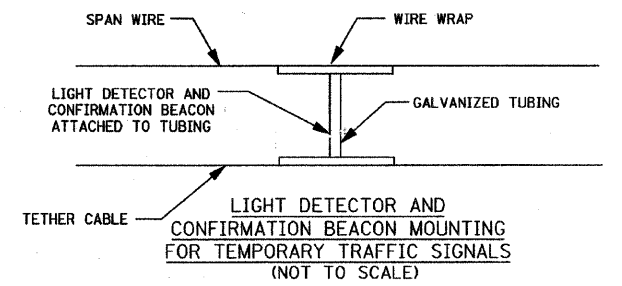 SPAN WIRE
WIRE WRAP
LIGHT DETECTOR AND
CONFIRMATION BEACON
ATTACHED TO TUBING
GALVANIZED TUBING
TETHER CABLE
LIGHT DETECTOR AND
CONFIRMATION BEACON MOUNTING
FOR TEMPORARY TRAFFIC SIGNALS
(NOT TO SCALE)